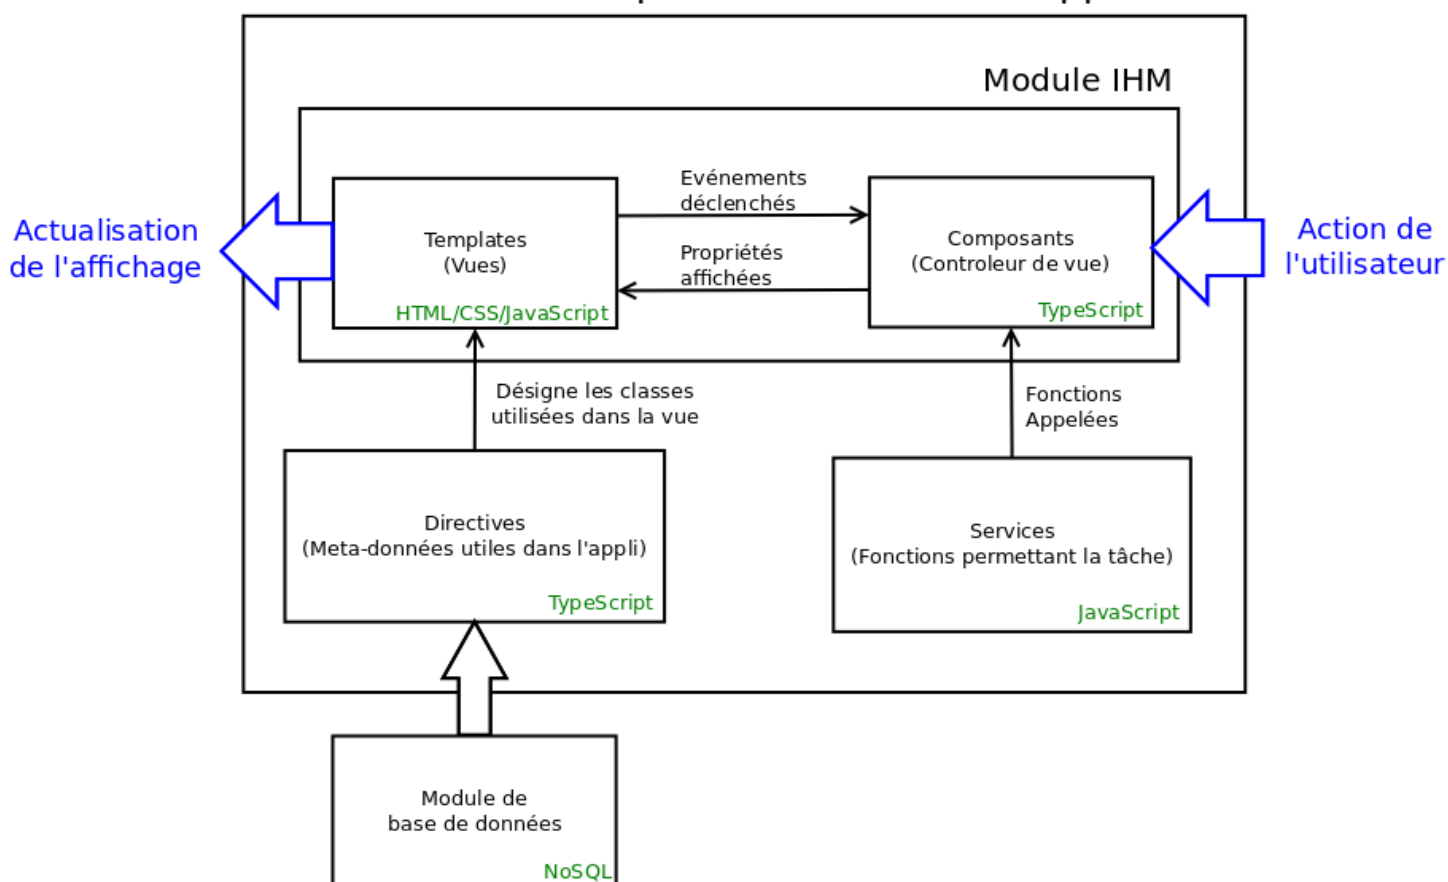 Module IHM
Evénements
déclenchés
Propriétés
affichées
Templates
(Vues)
HTML/CSS/JavaScript
Composants
(Controleur de vue)
TypeScript
Actualisation
de l'affichage
Action de
l'utilisateur
Désigne les classes
utilisées dans la vue
Fonctions
Appelées
Directives
(Meta-données utiles dans l'appli)
TypeScript
Services
(Fonctions permettant la tâche)
JavaScript
Module de
base de données
NoSQL